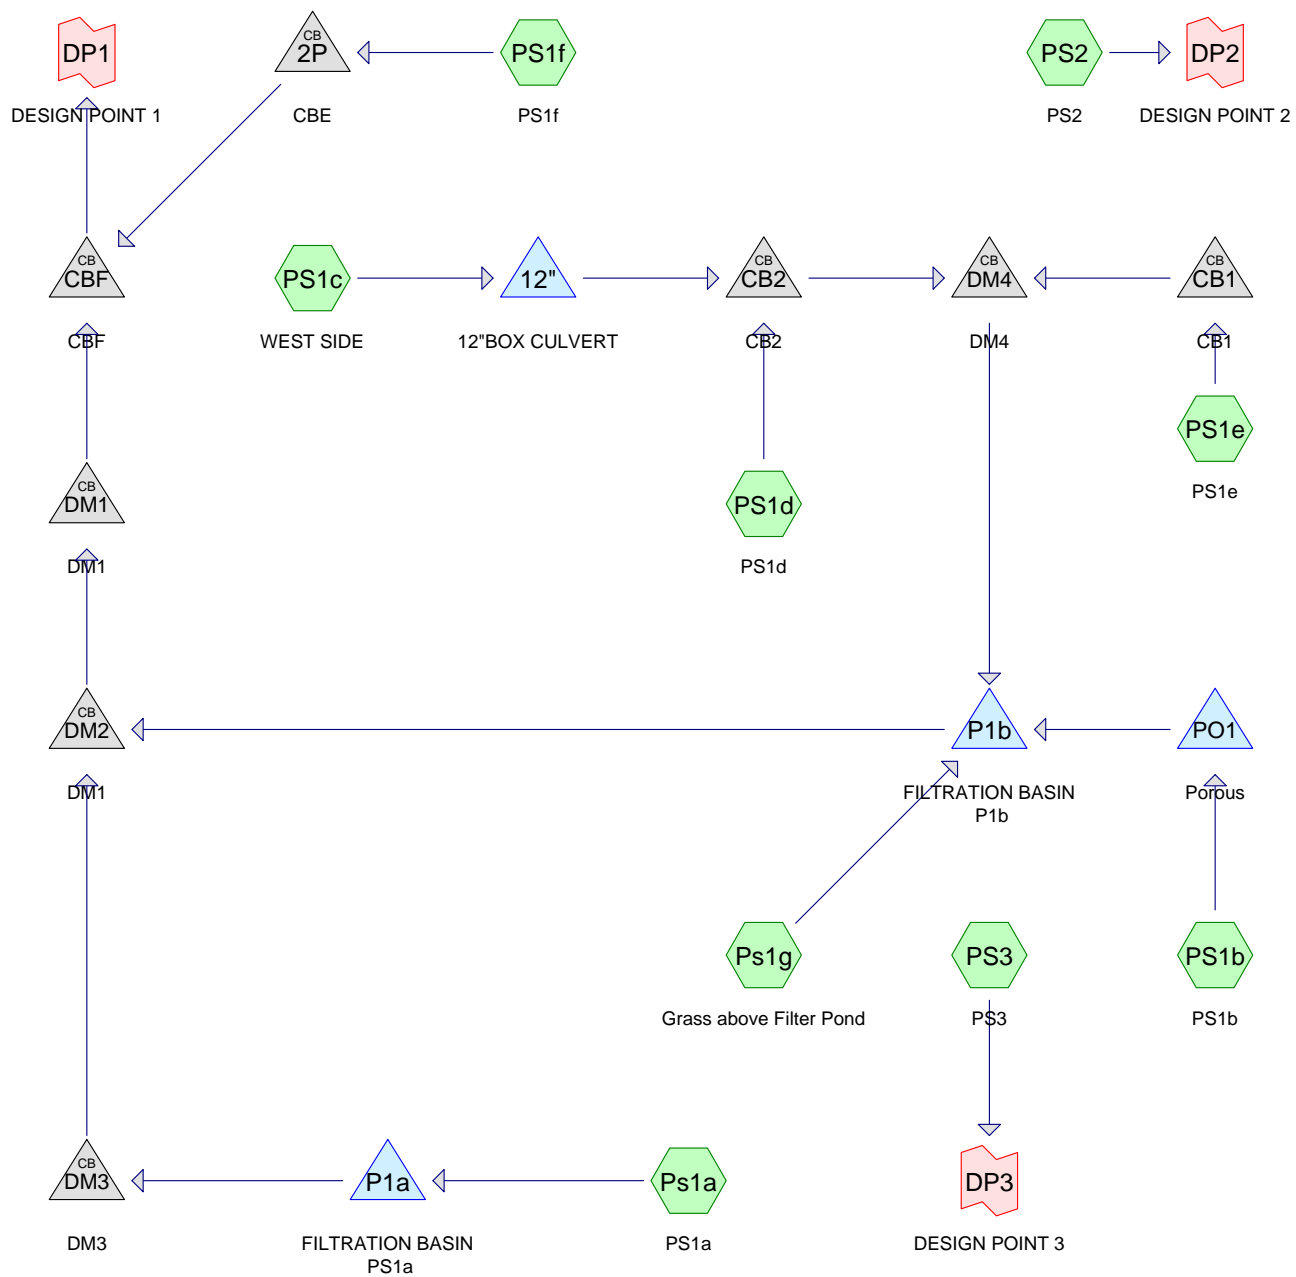 DP1
DESIGN POINT 1
CB
2P
CBE
PS1f
PS1f
PS2
PS2
DP2
DESIGN POINT 2
CB
CBF
CBF
PS1c
WEST SIDE
12"
12"BOX CULVERT
CB
CB2
CB2
CB
DM4
DM4
CB
CB1
CB1
PS1e
PS1e
CB
DM1
DM1
PS1d
PS1d
CB
DM2
DM1
P1b
FILTRATION BASIN
P1b
PO1
Porous
Ps1g
Grass above Filter Pond
PS3
PS3
PS1b
PS1b
CB
DM3
DM3
P1a
FILTRATION BASIN
PS1a
Ps1a
PS1a
DP3
DESIGN POINT 3